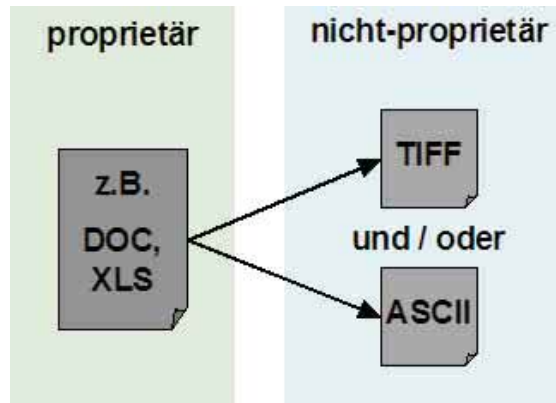 proprietär
nicht-proprietär
z.B.
DOC,
XLS
TIFF
und / oder
ASCII